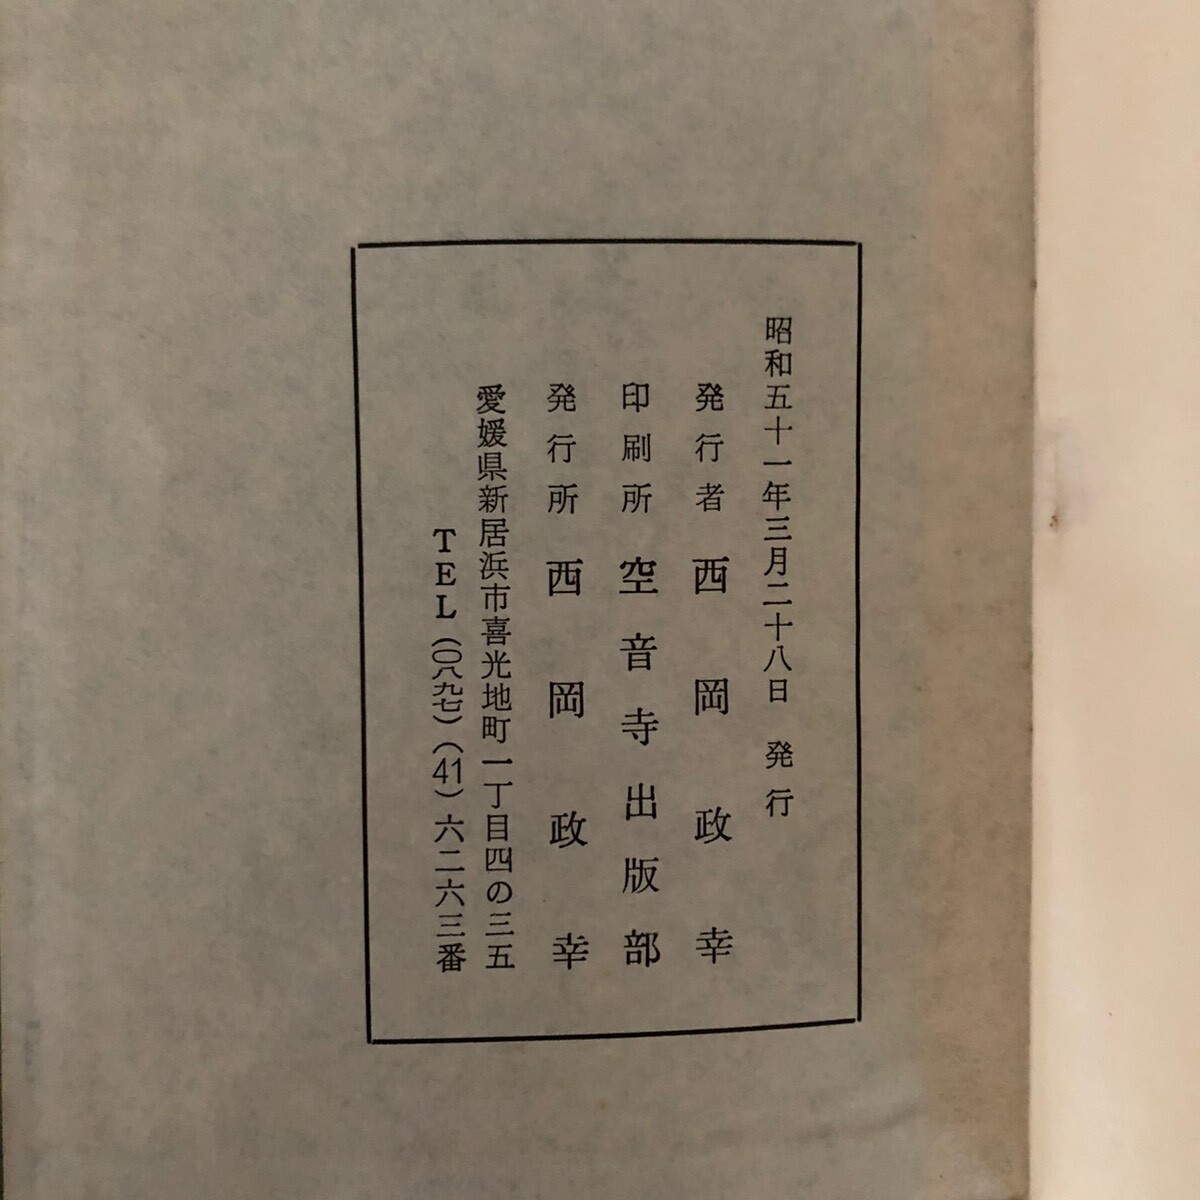 昭和五十一年三月二十八日　発行
発行者　西岡政幸
印刷所　空音寺出版部
発行所　西岡政幸
愛媛県新居浜市喜光地町一丁目四の三五
TEL（〇八九七）（41）六二六三番